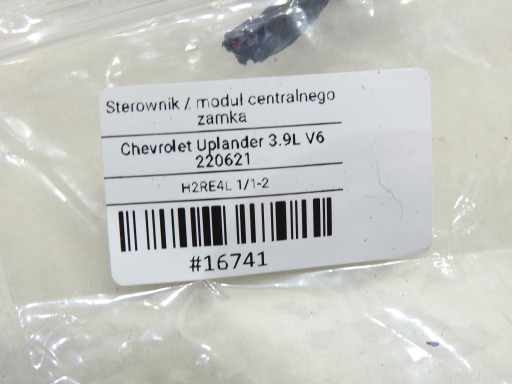 Sterownik / moduł centralnego
zamka
Chevrolet Uplander 3.9L V6
220621
H2RE4L 1/1-2
#16741